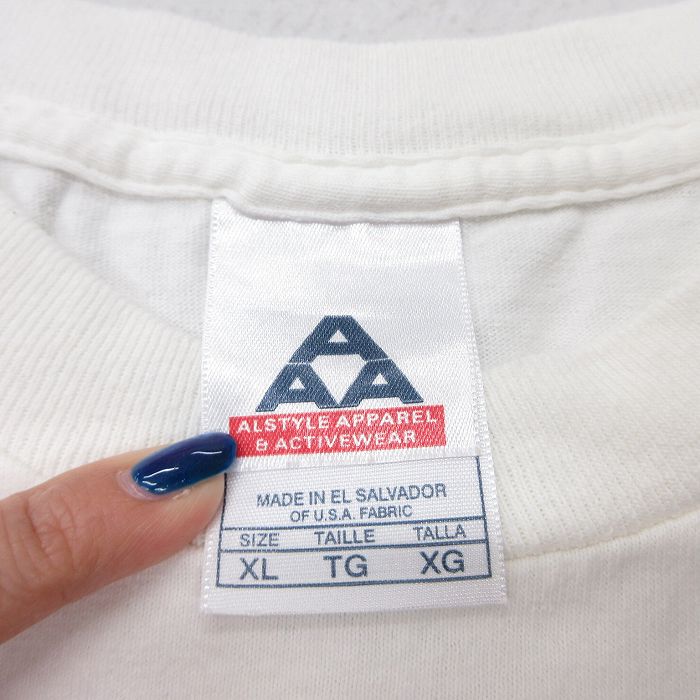 A
A A
ALSTYLE APPAREL
& ACTIVEWEAR
MADE IN EL SALVADOR
OF U.S.A. FABRIC
SIZE TAILLE TALLA
XL TG XG